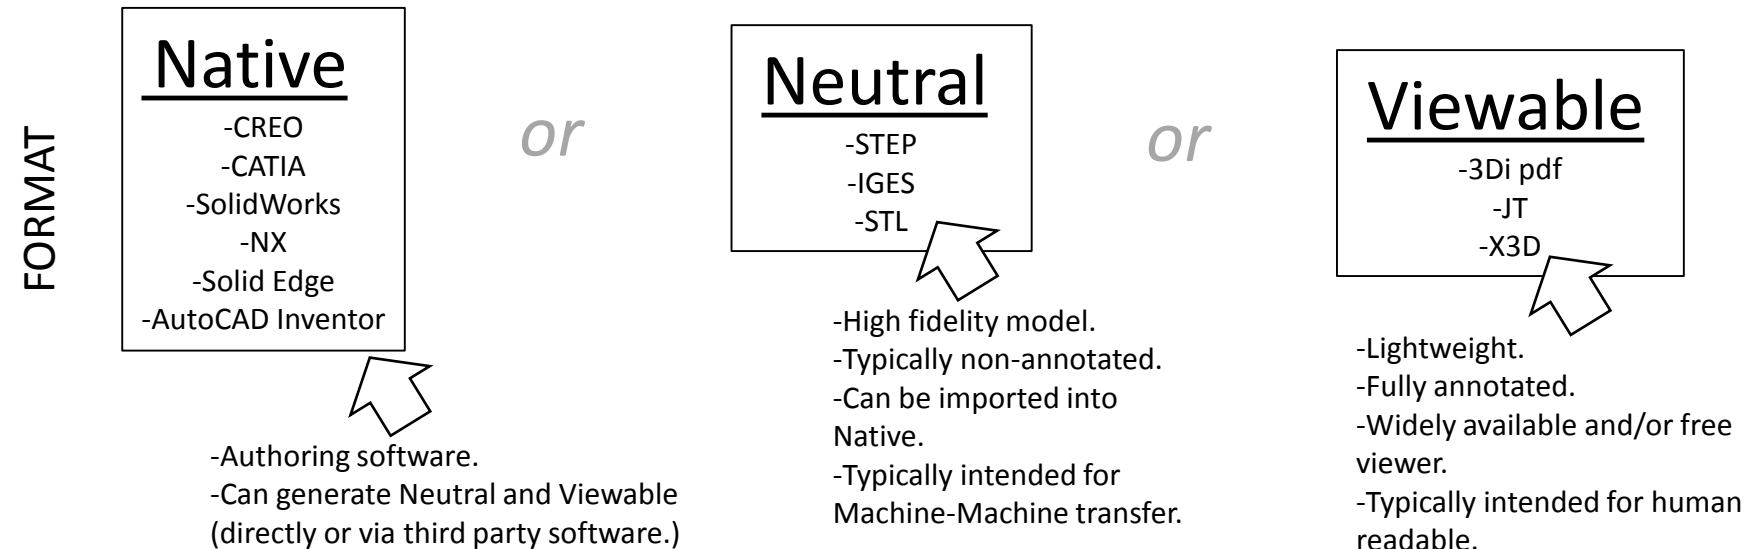 FORMAT
Native
-CREO
-CATIA
-SolidWorks
-NX
-Solid Edge
-AutoCAD Inventor
-Authoring software.
-Can generate Neutral and Viewable
(directly or via third party software.)
or
Neutral
-STEP
-IGES
-STL
-High fidelity model.
-Typically non-annotated.
-Can be imported into
Native.
-Typically intended for
Machine-Machine transfer.
or
Viewable
-3Di pdf
-JT
-X3D
-Lightweight.
-Fully annotated.
-Widely available and/or free
viewer.
-Typically intended for human
readable.